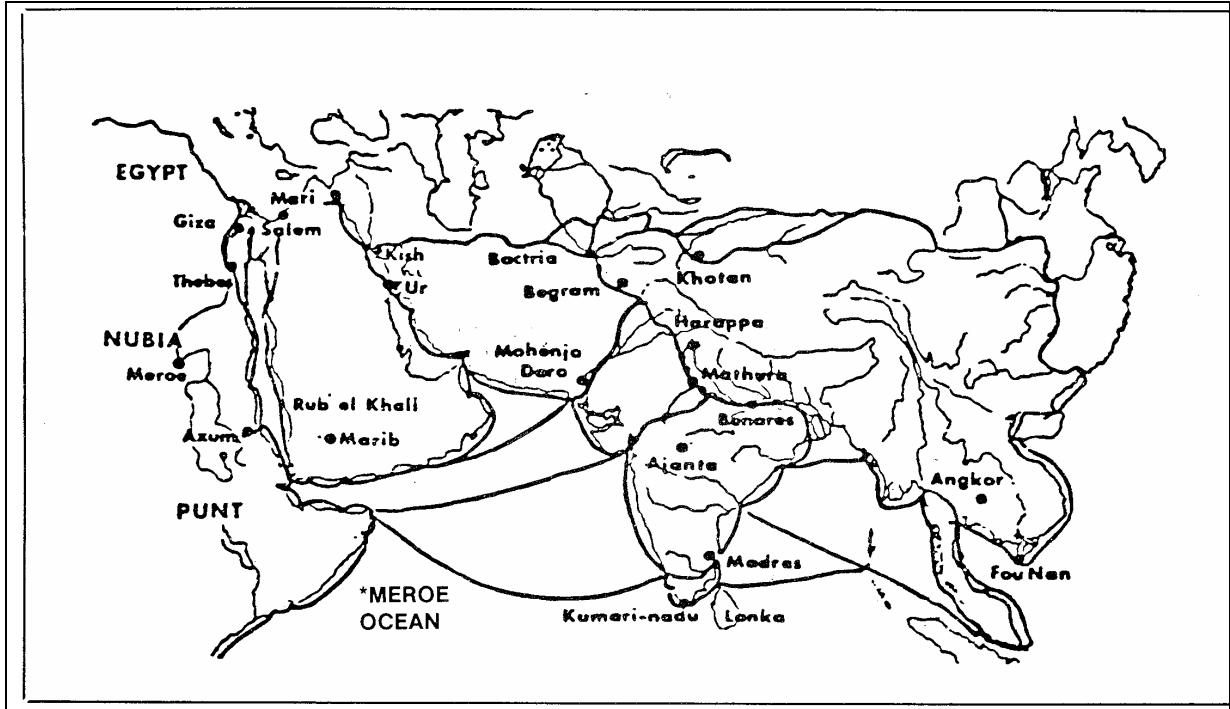 EGYPT
Giza
Mari
Salem
Kish
Ur
Thebes
NUBIA
Meroe
Axum
PUNT
Rub el Khali
Marib
*MEROE
OCEAN
Bactria
Begram
Khotan
Harappa
Mohenjo
Daro
Mathura
Benares
Ajanta
Madras
Kumari-nadu
Lanka
Angkor
Fou Nan